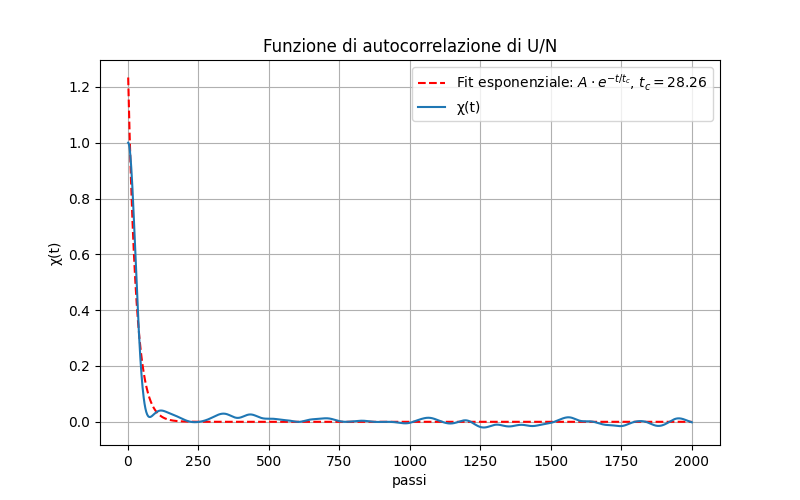 Funzione di autocorrelazione di U/N
Fit esponenziale: $A \cdot e^{-t/t_c}$, $t_c = 28.26$
χ(t)
χ(t)
1.2
1.0
0.8
0.6
0.4
0.2
0.0
0 250 500 750 1000 1250 1500 1750 2000
passi